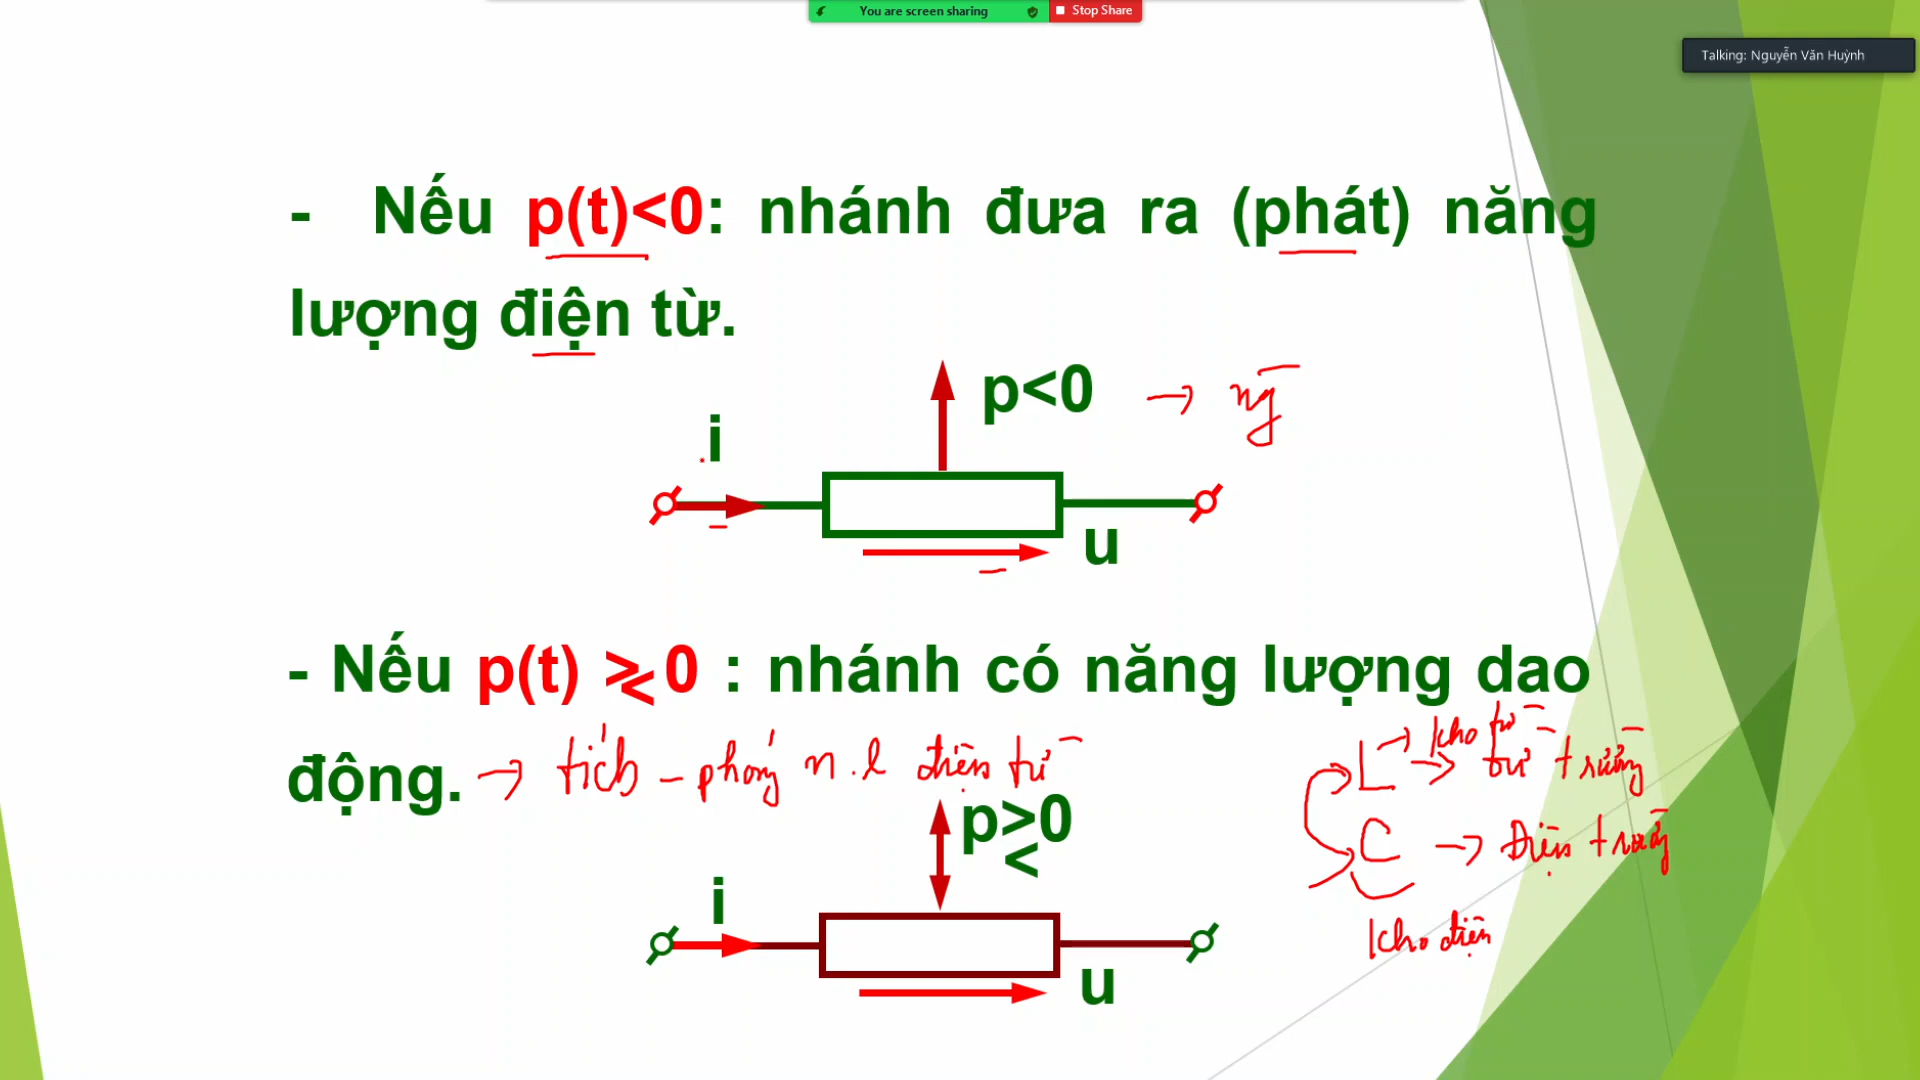 You are screen sharing Stop Share
Talking: Nguyễn Văn Huỳnh
- Nếu p(t)<0: nhánh đưa ra (phát) năng
lượng điện từ.
p<0 →
i
u
- Nếu p(t) ≷ 0 : nhánh có năng lượng dao
động. → tích - phóng n.l điện từ
L → kho từ
→ từ trường
C → Điện trường
kho điện
p>0
<
i
u